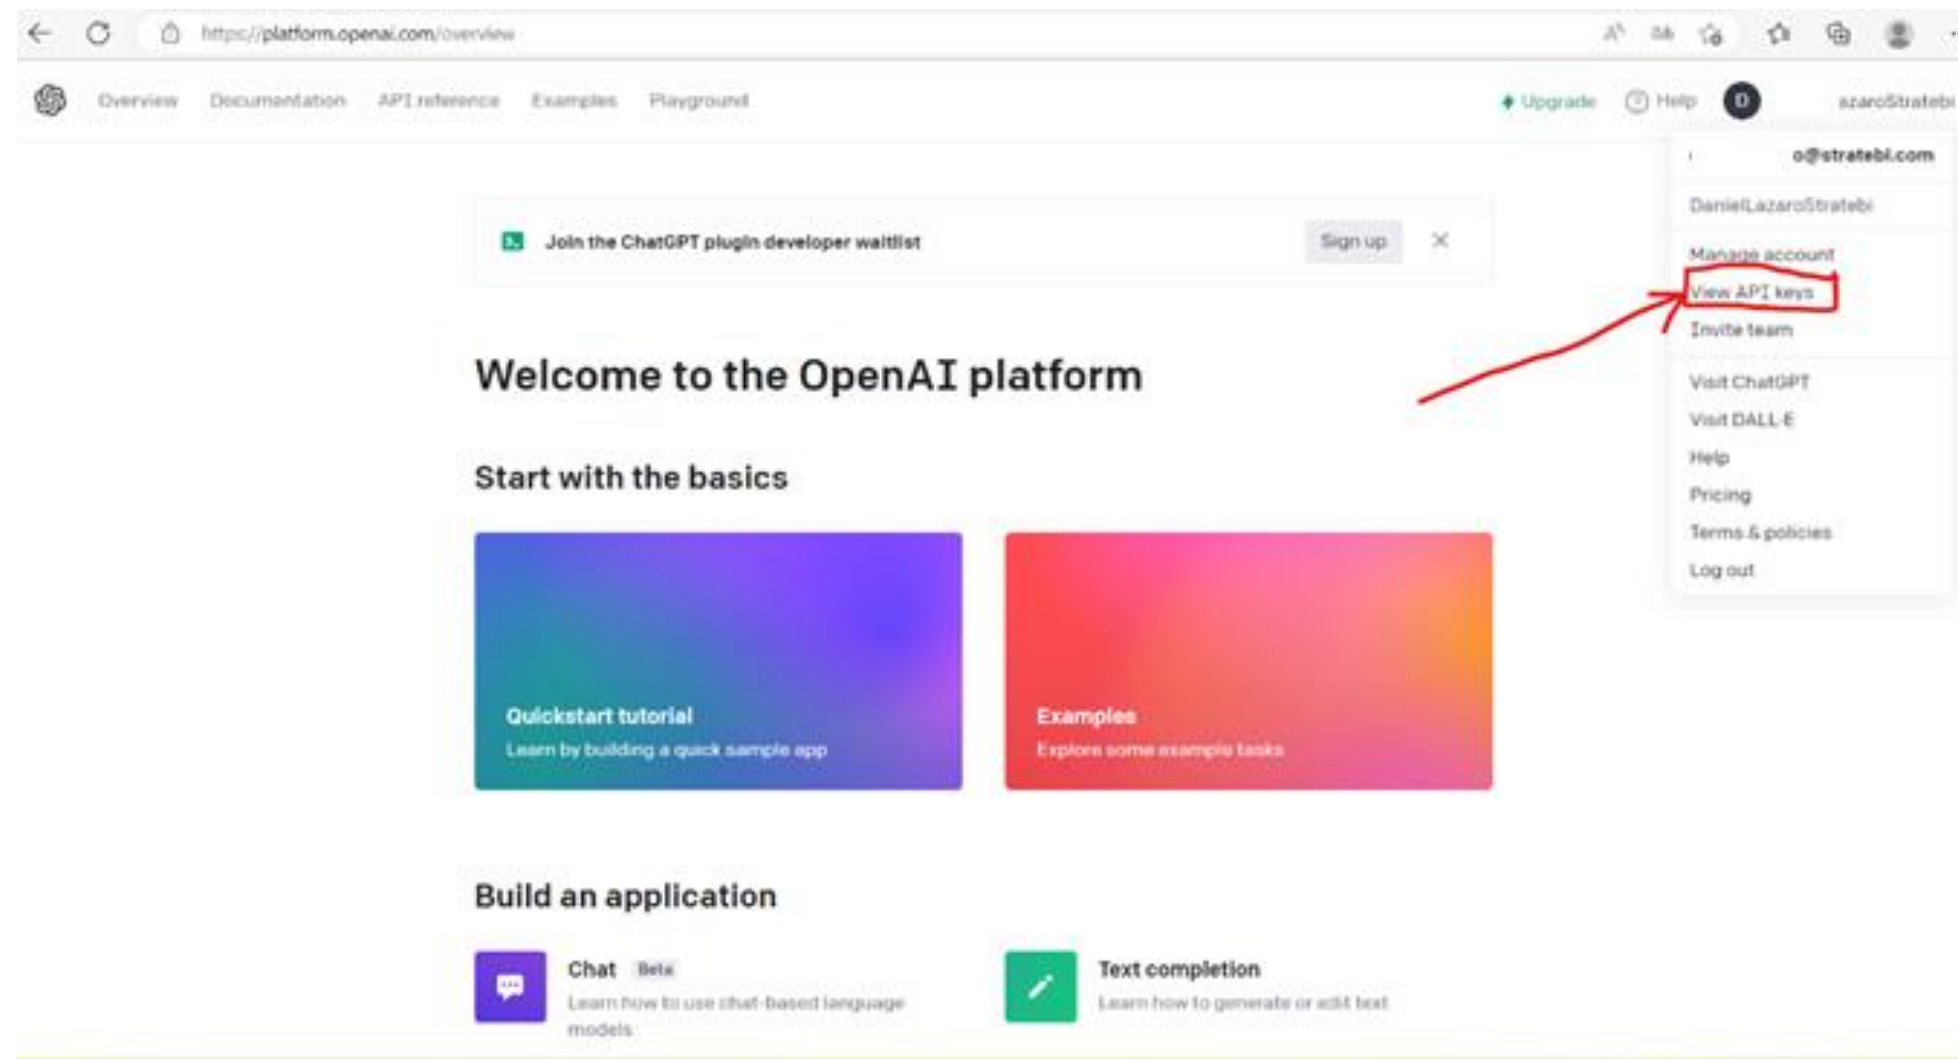 https://platform.openai.com/overview
Overview Documentation API reference Examples Playground
Upgrade Help D azaroStratebi
o@stratebi.com
DanielLazaroStratebi
Manage account
View API keys
Invite team
Visit ChatGPT
Visit DALL-E
Help
Pricing
Terms & policies
Log out
Join the ChatGPT plugin developer waitlist Sign up
Welcome to the OpenAI platform
Start with the basics
Quickstart tutorial
Learn by building a quick sample app
Examples
Explore some example tasks
Build an application
Chat Beta
Learn how to use chat-based language
models
Text completion
Learn how to generate or edit text